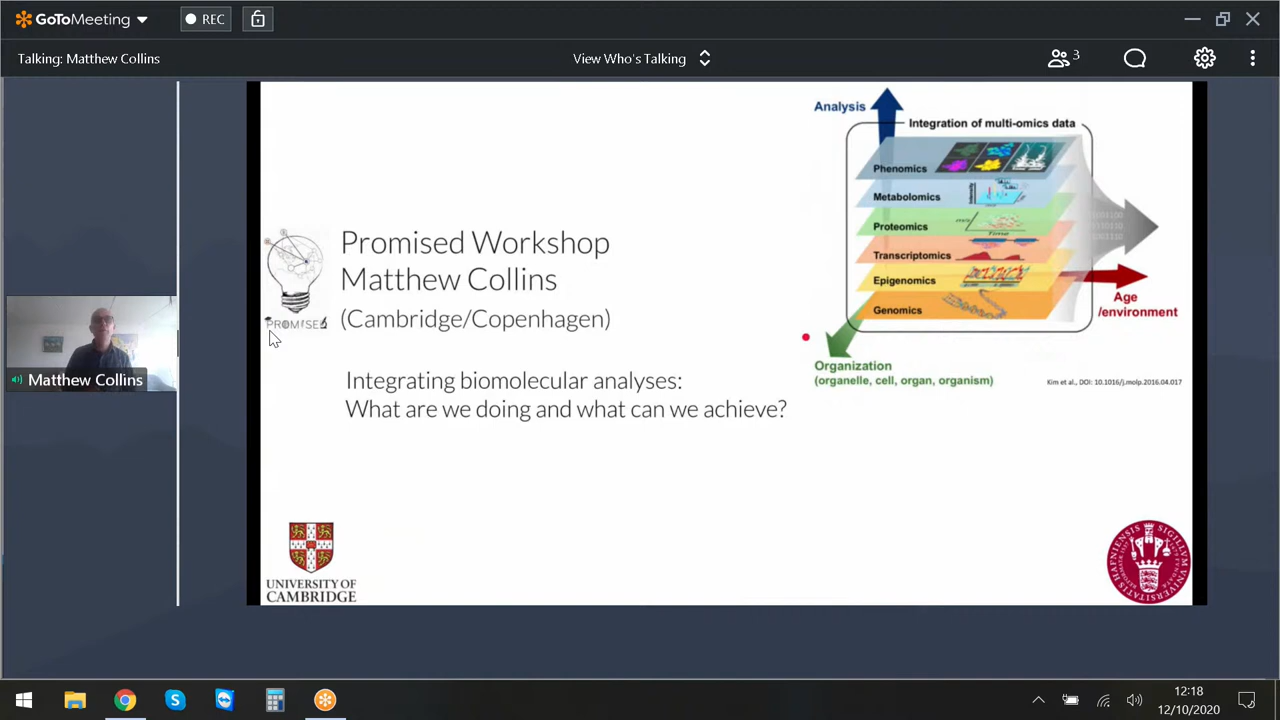 GoToMeeting
REC
Talking: Matthew Collins
View Who's Talking
3
Analysis
Integration of multi-omics data
Phenomics
Metabolomics
Proteomics
Transcriptomics
Epigenomics
Genomics
Age
/environment
Organization
(organelle, cell, organ, organism)
Kim et al., DOI: 10.1016/j.molp.2016.04.017
Promised Workshop
Matthew Collins
(Cambridge/Copenhagen)
PROMISED
Integrating biomolecular analyses:
What are we doing and what can we achieve?
Matthew Collins
UNIVERSITY OF
CAMBRIDGE
12:18
12/10/2020